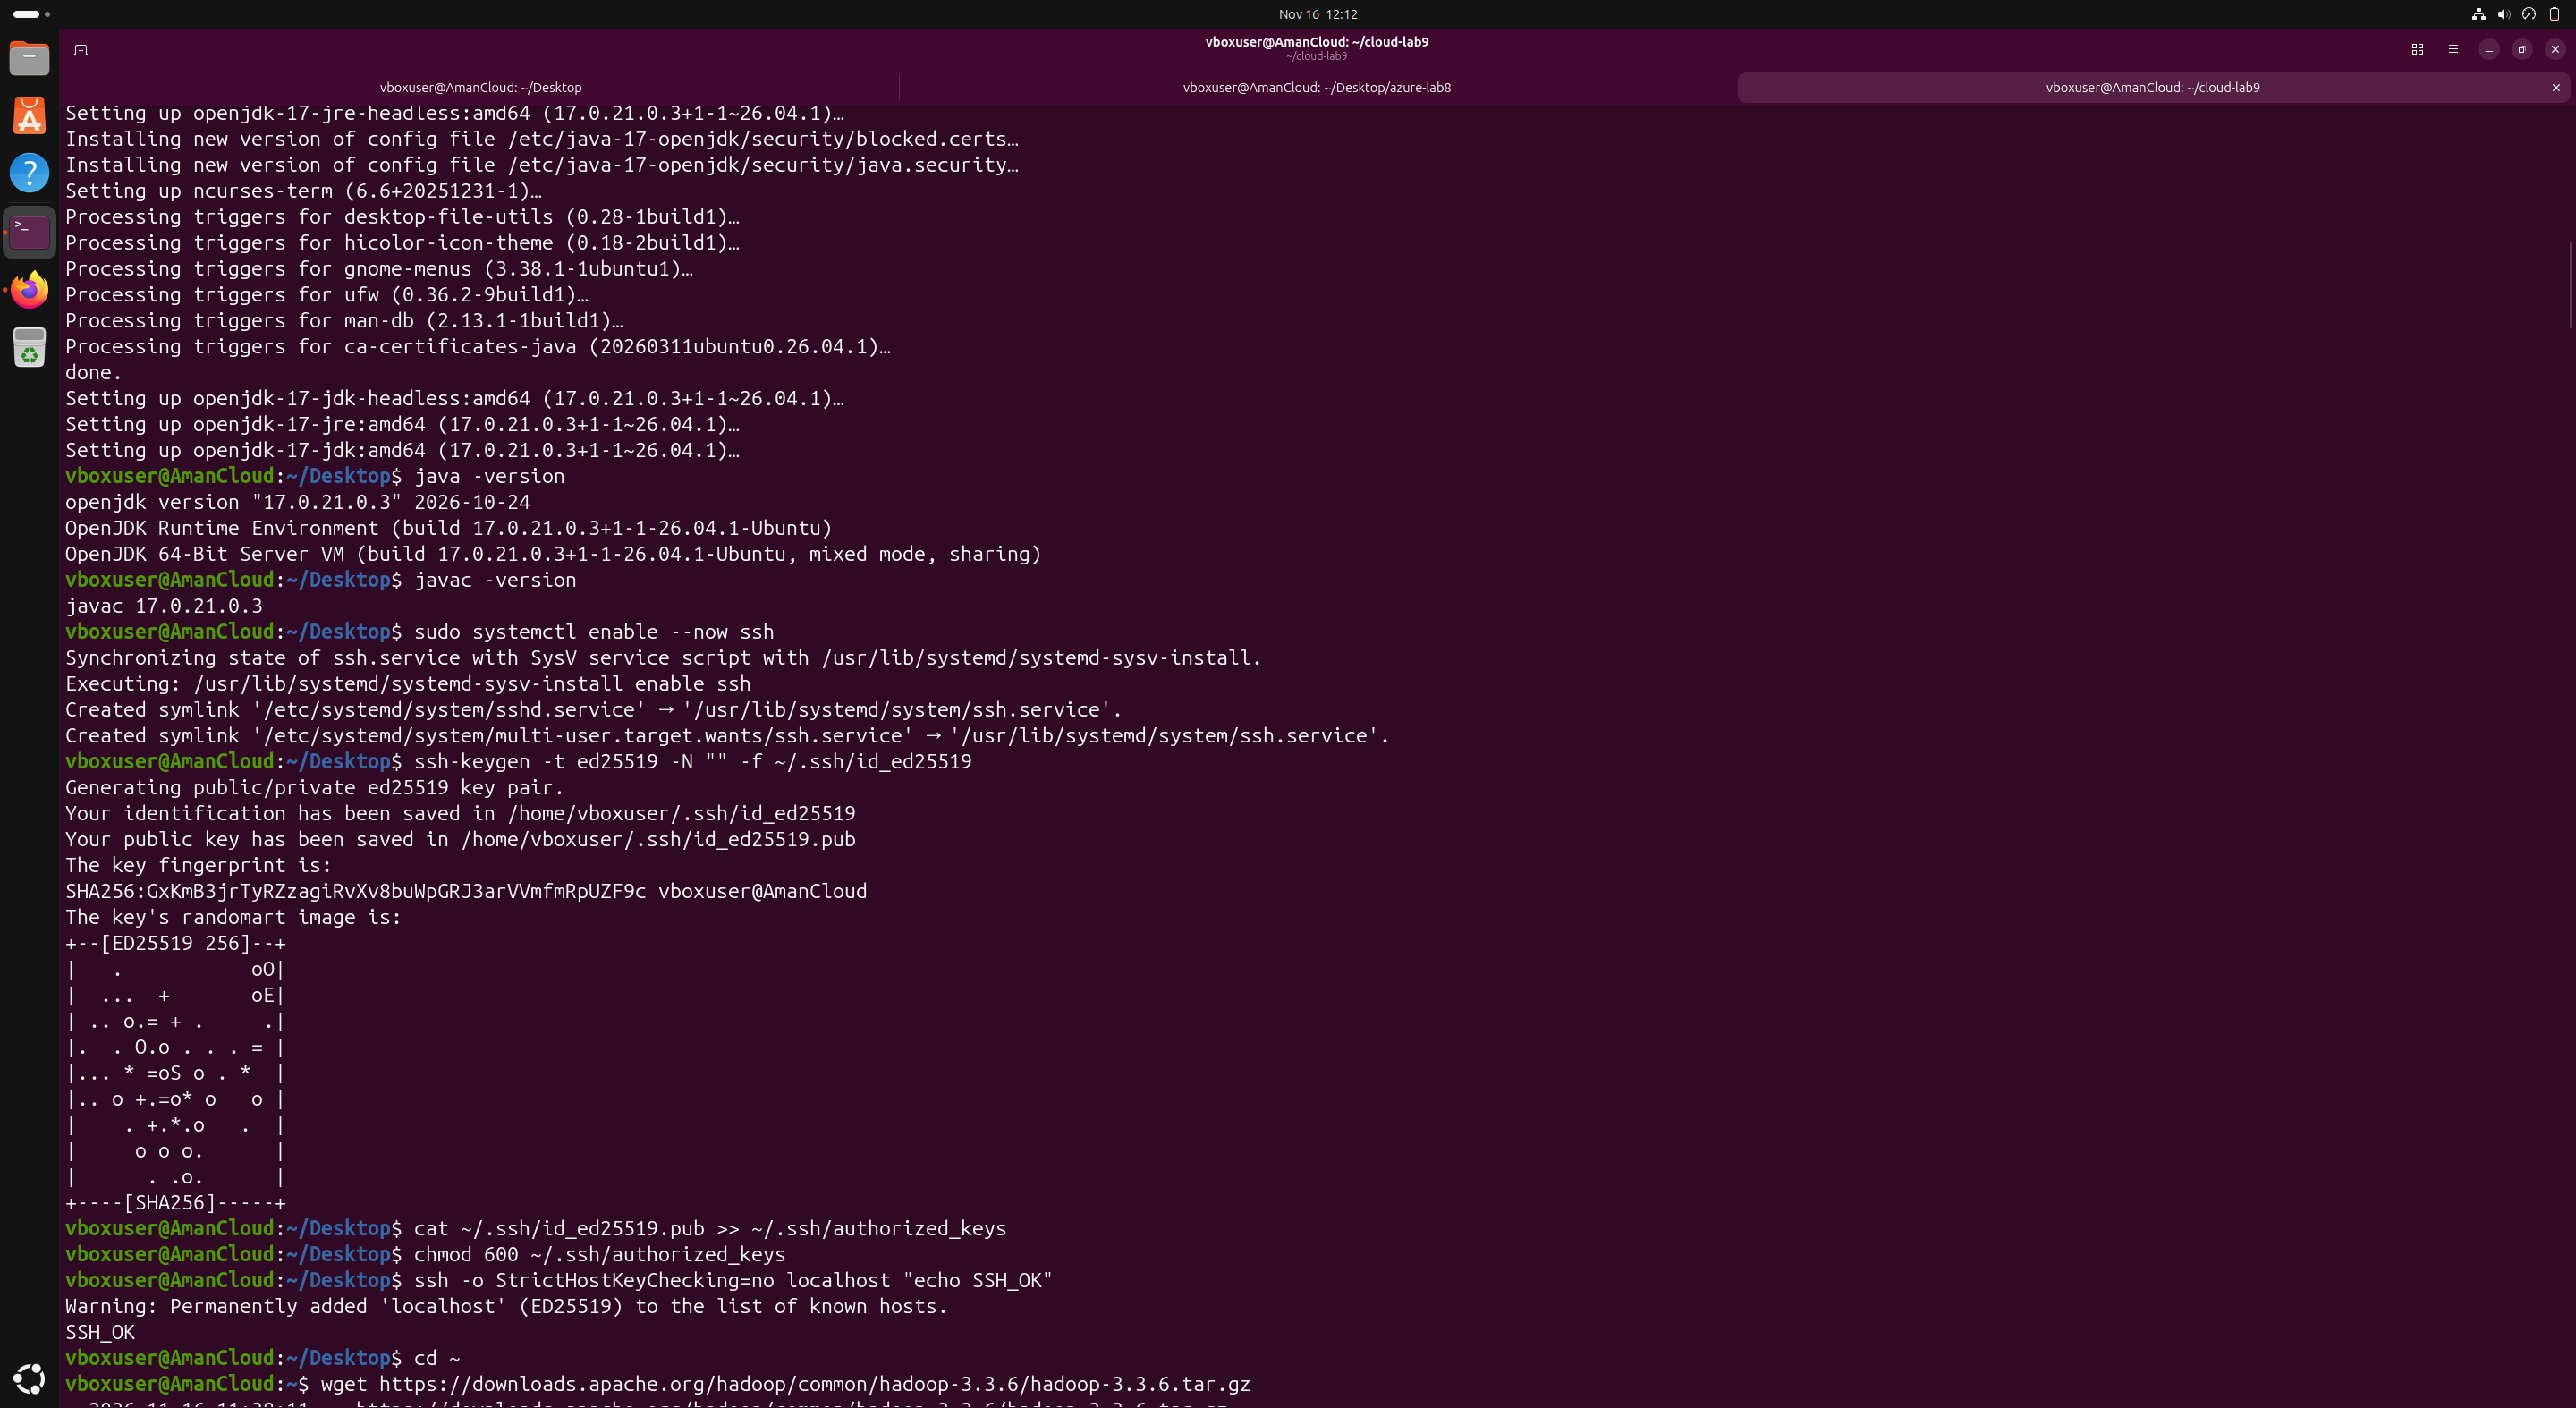 Nov 16 12:12
vboxuser@AmanCloud: ~/cloud-lab9
~/cloud-lab9
vboxuser@AmanCloud: ~/Desktop
vboxuser@AmanCloud: ~/Desktop/azure-lab8
vboxuser@AmanCloud: ~/cloud-lab9
Setting up openjdk-17-jre-headless:amd64 (17.0.21.0.3+1-1~26.04.1)…
Installing new version of config file /etc/java-17-openjdk/security/blocked.certs…
Installing new version of config file /etc/java-17-openjdk/security/java.security…
Setting up ncurses-term (6.6+20251231-1)…
Processing triggers for desktop-file-utils (0.28-1build1)…
Processing triggers for hicolor-icon-theme (0.18-2build1)…
Processing triggers for gnome-menus (3.38.1-1ubuntu1)…
Processing triggers for ufw (0.36.2-9build1)…
Processing triggers for man-db (2.13.1-1build1)…
Processing triggers for ca-certificates-java (20260311ubuntu0.26.04.1)…
done.
Setting up openjdk-17-jdk-headless:amd64 (17.0.21.0.3+1-1~26.04.1)…
Setting up openjdk-17-jre:amd64 (17.0.21.0.3+1-1~26.04.1)…
Setting up openjdk-17-jdk:amd64 (17.0.21.0.3+1-1~26.04.1)…
vboxuser@AmanCloud:~/Desktop$ java -version
openjdk version "17.0.21.0.3" 2026-10-24
OpenJDK Runtime Environment (build 17.0.21.0.3+1-1-26.04.1-Ubuntu)
OpenJDK 64-Bit Server VM (build 17.0.21.0.3+1-1-26.04.1-Ubuntu, mixed mode, sharing)
vboxuser@AmanCloud:~/Desktop$ javac -version
javac 17.0.21.0.3
vboxuser@AmanCloud:~/Desktop$ sudo systemctl enable --now ssh
Synchronizing state of ssh.service with SysV service script with /usr/lib/systemd/systemd-sysv-install.
Executing: /usr/lib/systemd/systemd-sysv-install enable ssh
Created symlink '/etc/systemd/system/sshd.service' → '/usr/lib/systemd/system/ssh.service'.
Created symlink '/etc/systemd/system/multi-user.target.wants/ssh.service' → '/usr/lib/systemd/system/ssh.service'.
vboxuser@AmanCloud:~/Desktop$ ssh-keygen -t ed25519 -N "" -f ~/.ssh/id_ed25519
Generating public/private ed25519 key pair.
Your identification has been saved in /home/vboxuser/.ssh/id_ed25519
Your public key has been saved in /home/vboxuser/.ssh/id_ed25519.pub
The key fingerprint is:
SHA256:GxKmB3jrTyRZzagiRvXv8buWpGRJ3arVVmfmRpUZF9c vboxuser@AmanCloud
The key's randomart image is:
+--[ED25519 256]--+
|   .           oO|
|  ...  +       oE|
| .. o.= + .     .|
|.  . O.o . . . = |
|... * =oS o . *  |
|.. o +.=o* o   o |
|    . +.*.o   .  |
|     o o o.      |
|      . .o.      |
+----[SHA256]-----+
vboxuser@AmanCloud:~/Desktop$ cat ~/.ssh/id_ed25519.pub >> ~/.ssh/authorized_keys
vboxuser@AmanCloud:~/Desktop$ chmod 600 ~/.ssh/authorized_keys
vboxuser@AmanCloud:~/Desktop$ ssh -o StrictHostKeyChecking=no localhost "echo SSH_OK"
Warning: Permanently added 'localhost' (ED25519) to the list of known hosts.
SSH_OK
vboxuser@AmanCloud:~/Desktop$ cd ~
vboxuser@AmanCloud:~$ wget https://downloads.apache.org/hadoop/common/hadoop-3.3.6/hadoop-3.3.6.tar.gz